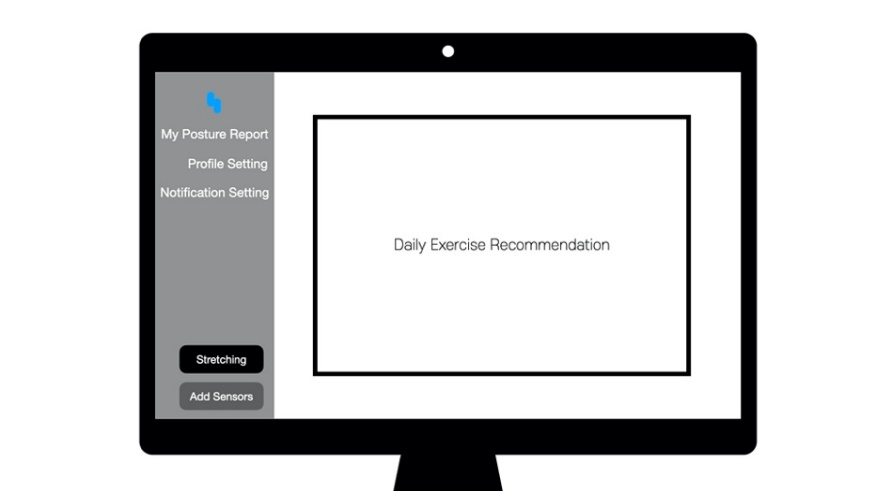 My Posture Report
Profile Setting
Notification Setting
Daily Exercise Recommendation
Stretching
Add Sensors